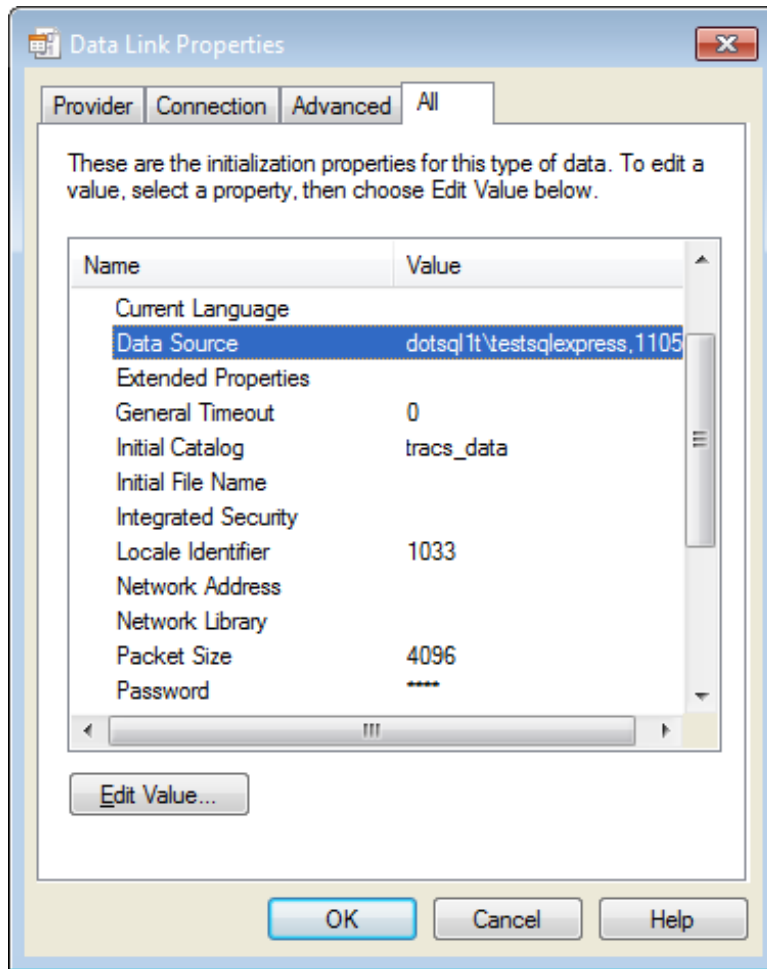 Data Link Properties
Provider Connection Advanced All
These are the initialization properties for this type of data. To edit a
value, select a property, then choose Edit Value below.
Name Value
Current Language
Data Source dotsql1t\testsqlexpress,1105
Extended Properties
General Timeout 0
Initial Catalog tracs_data
Initial File Name
Integrated Security
Locale Identifier 1033
Network Address
Network Library
Packet Size 4096
Password ****
Edit Value...
OK Cancel Help